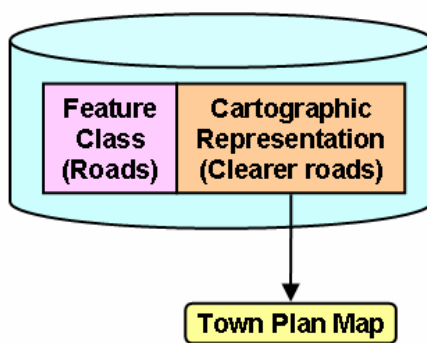 Feature
Class
(Roads)
Cartographic
Representation
(Clearer roads)
Town Plan Map